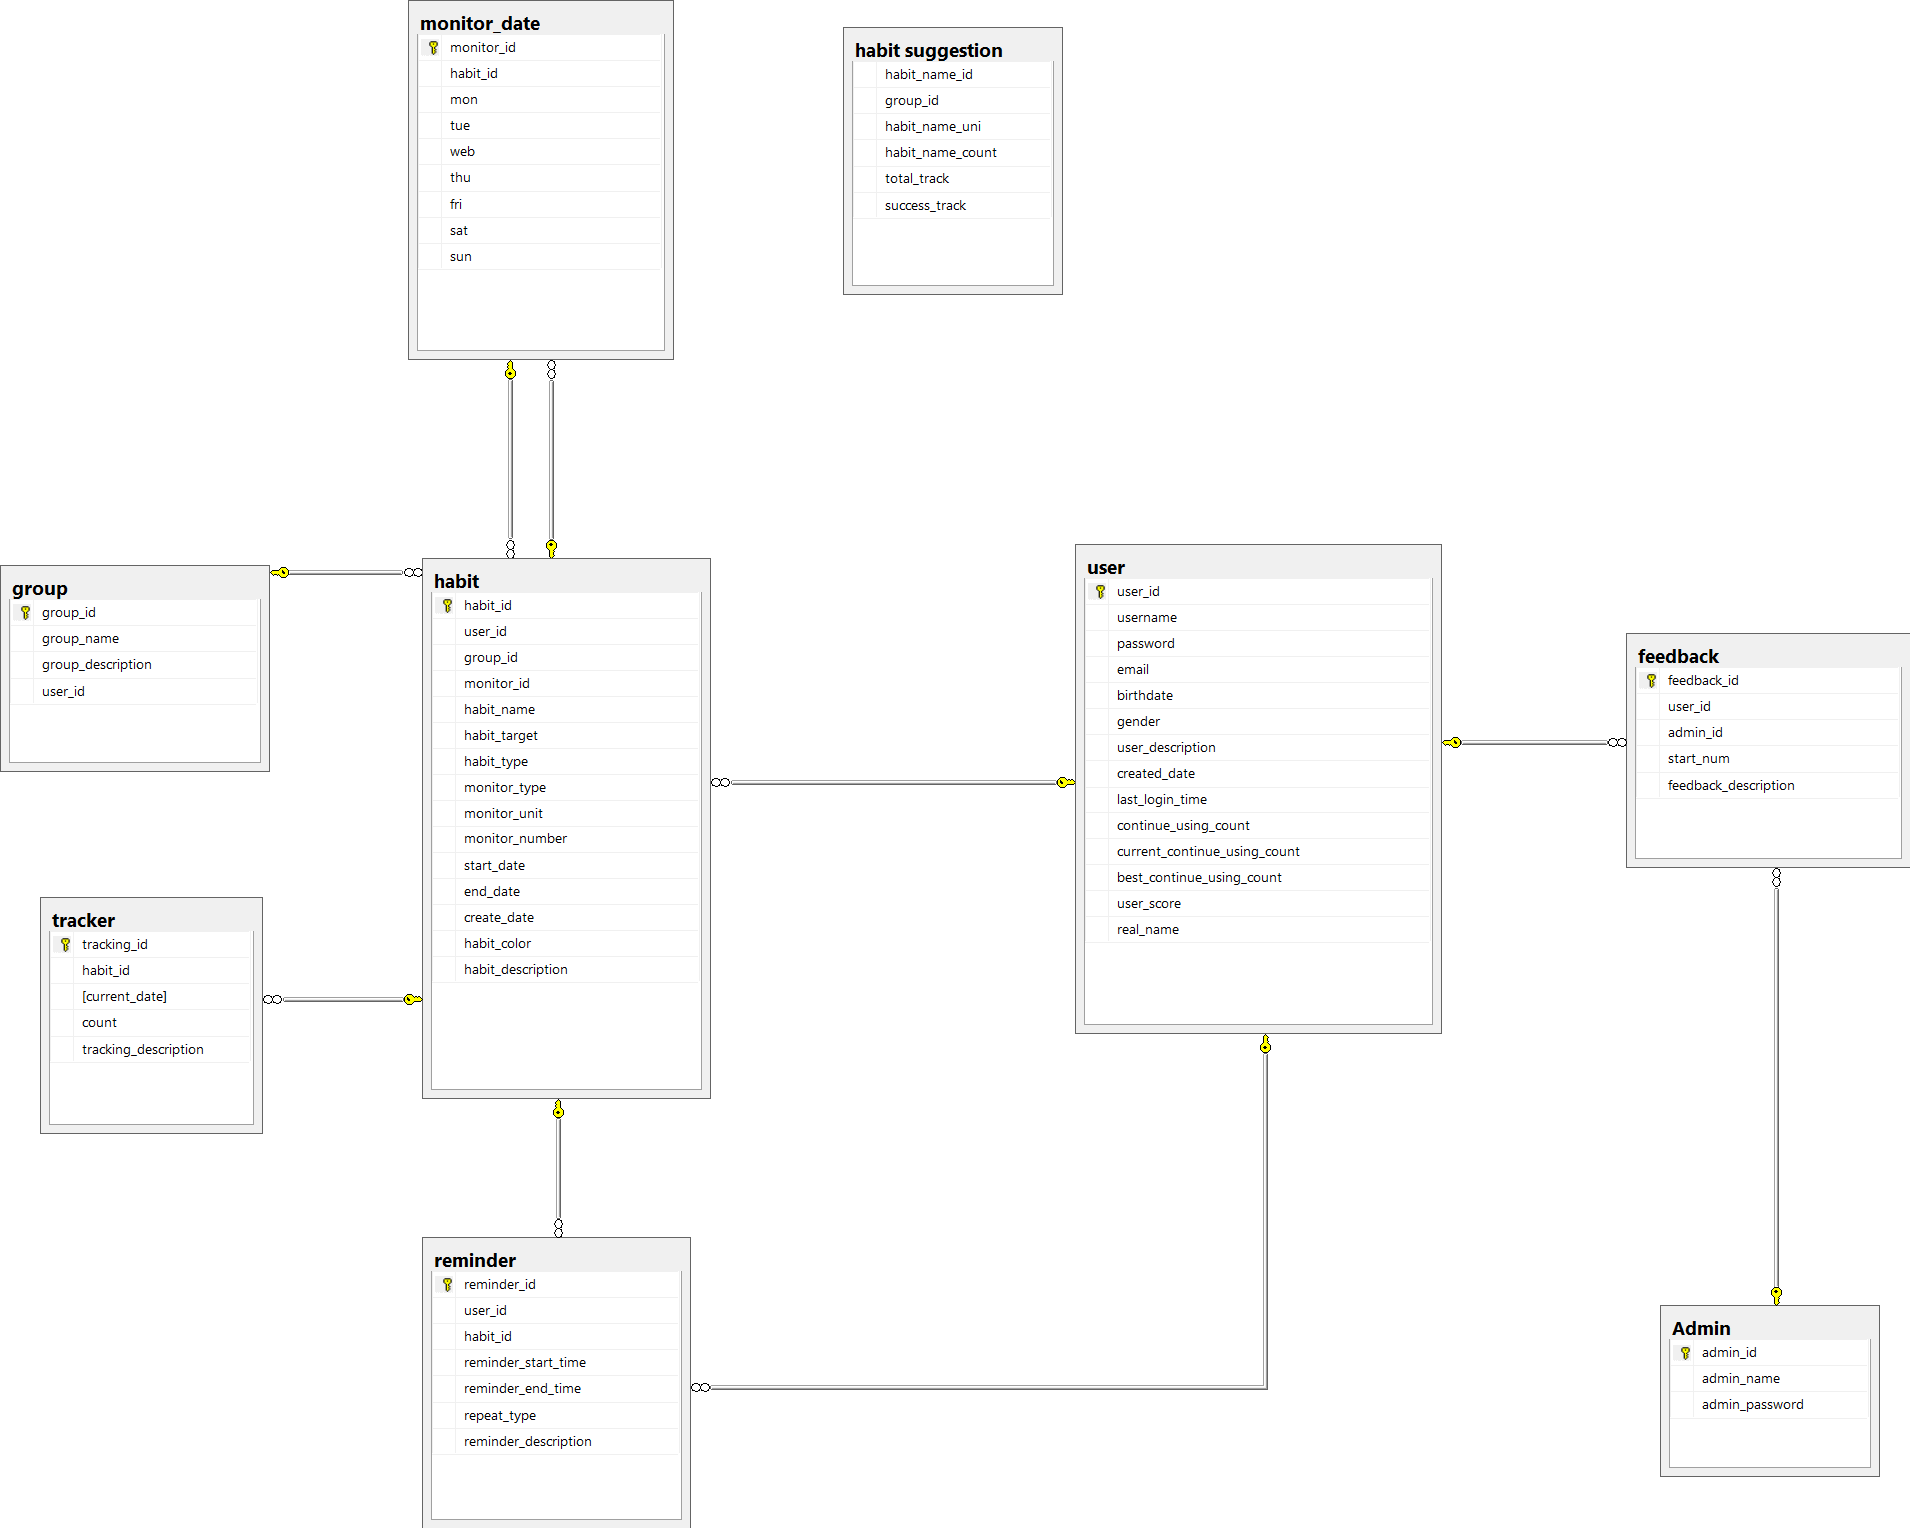 monitor_date
monitor_id
habit_id
mon
tue
web
thu
fri
sat
sun
habit suggestion
habit_name_id
group_id
habit_name_uni
habit_name_count
total_track
success_track
group
group_id
group_name
group_description
user_id
habit
habit_id
user_id
group_id
monitor_id
habit_name
habit_target
habit_type
monitor_type
monitor_unit
monitor_number
start_date
end_date
create_date
habit_color
habit_description
user
user_id
username
password
email
birthdate
gender
user_description
created_date
last_login_time
continue_using_count
current_continue_using_count
best_continue_using_count
user_score
real_name
feedback
feedback_id
user_id
admin_id
start_num
feedback_description
tracker
tracking_id
habit_id
[current_date]
count
tracking_description
reminder
reminder_id
user_id
habit_id
reminder_start_time
reminder_end_time
repeat_type
reminder_description
Admin
admin_id
admin_name
admin_password